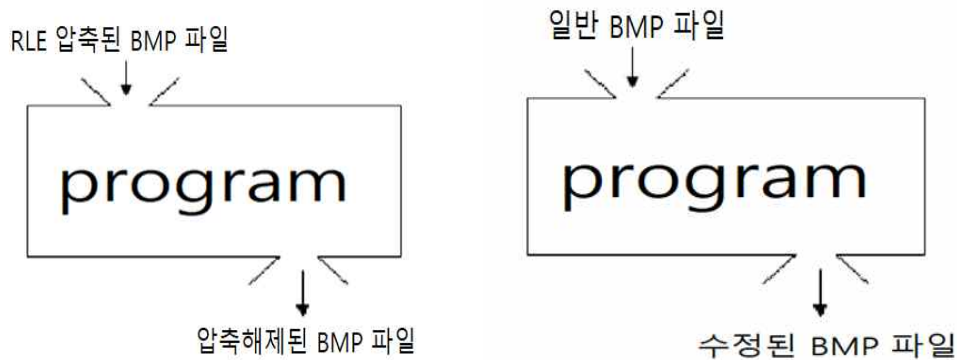 RLE 압축된 BMP 파일
program
압축해제된 BMP 파일
일반 BMP 파일
program
수정된 BMP 파일